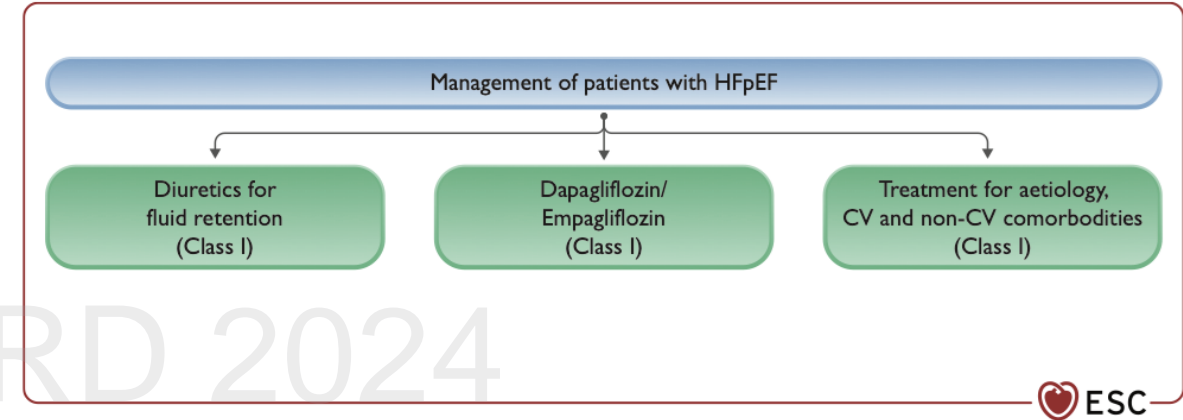 Management of patients with HFpEF
Diuretics for
fluid retention
(Class I)
Dapagliflozin/
Empagliflozin
(Class I)
Treatment for aetiology,
CV and non-CV comorbodities
(Class I)
RD 2024
ESC